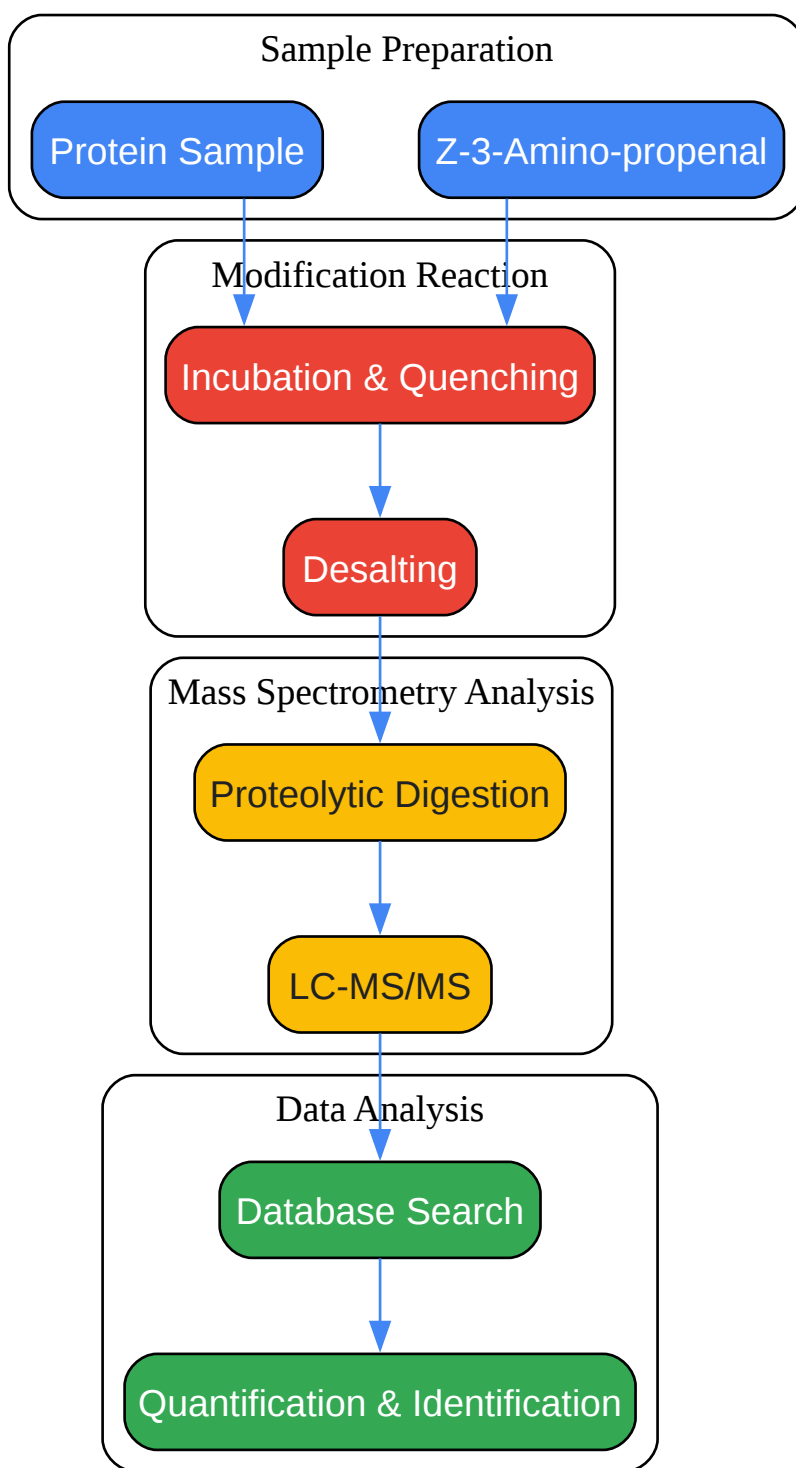 Sample Preparation
Protein Sample
Z-3-Amino-propenal
Modification Reaction
Incubation & Quenching
Desalting
Mass Spectrometry Analysis
Proteolytic Digestion
LC-MS/MS
Data Analysis
Database Search
Quantification & Identification